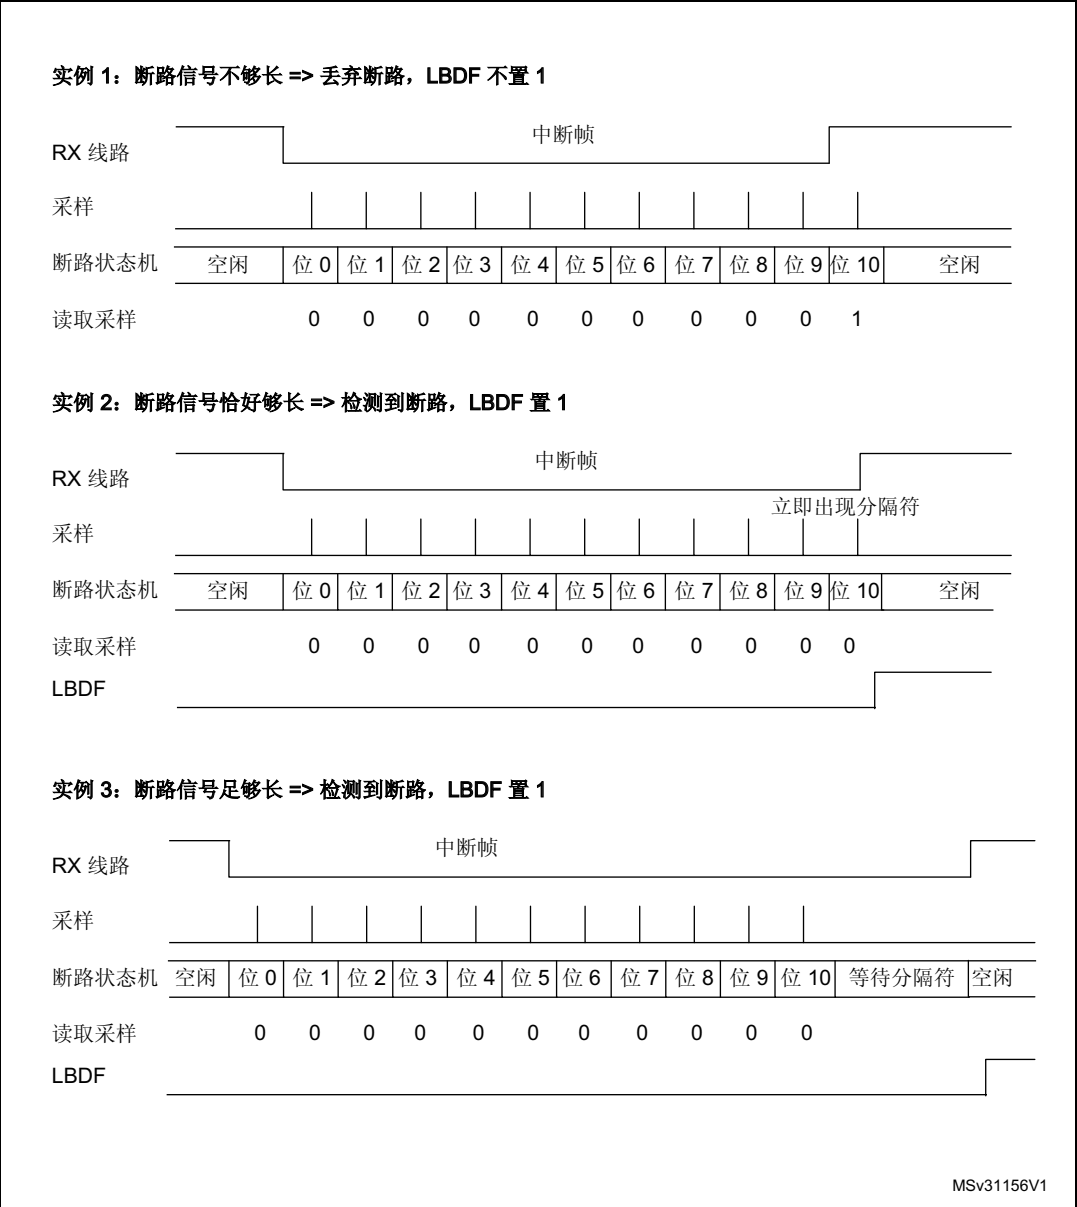 实例 1：断路信号不够长 => 丢弃断路，LBDF 不置 1
中断帧
RX 线路
采样
断路状态机 空闲 位 0 位 1 位 2 位 3 位 4 位 5 位 6 位 7 位 8 位 9 位 10 空闲
读取采样 0 0 0 0 0 0 0 0 0 0 1
实例 2：断路信号恰好够长 => 检测到断路，LBDF 置 1
中断帧
RX 线路
立即出现分隔符
采样
断路状态机 空闲 位 0 位 1 位 2 位 3 位 4 位 5 位 6 位 7 位 8 位 9 位 10 空闲
读取采样 0 0 0 0 0 0 0 0 0 0 0
LBDF
实例 3：断路信号足够长 => 检测到断路，LBDF 置 1
中断帧
RX 线路
采样
断路状态机 空闲 位 0 位 1 位 2 位 3 位 4 位 5 位 6 位 7 位 8 位 9 位 10 等待分隔符 空闲
读取采样 0 0 0 0 0 0 0 0 0 0 0
LBDF
MSv31156V1